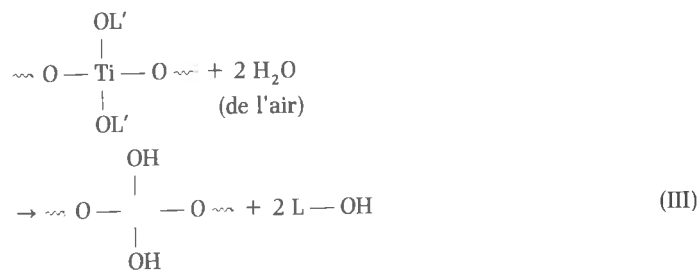 OL′
|
~~ O — Ti — O ~~ + 2 H₂O
|
(de l'air)
OL′
OH
|
→ ~~ O — — O ~~ + 2 L — OH (III)
|
OH